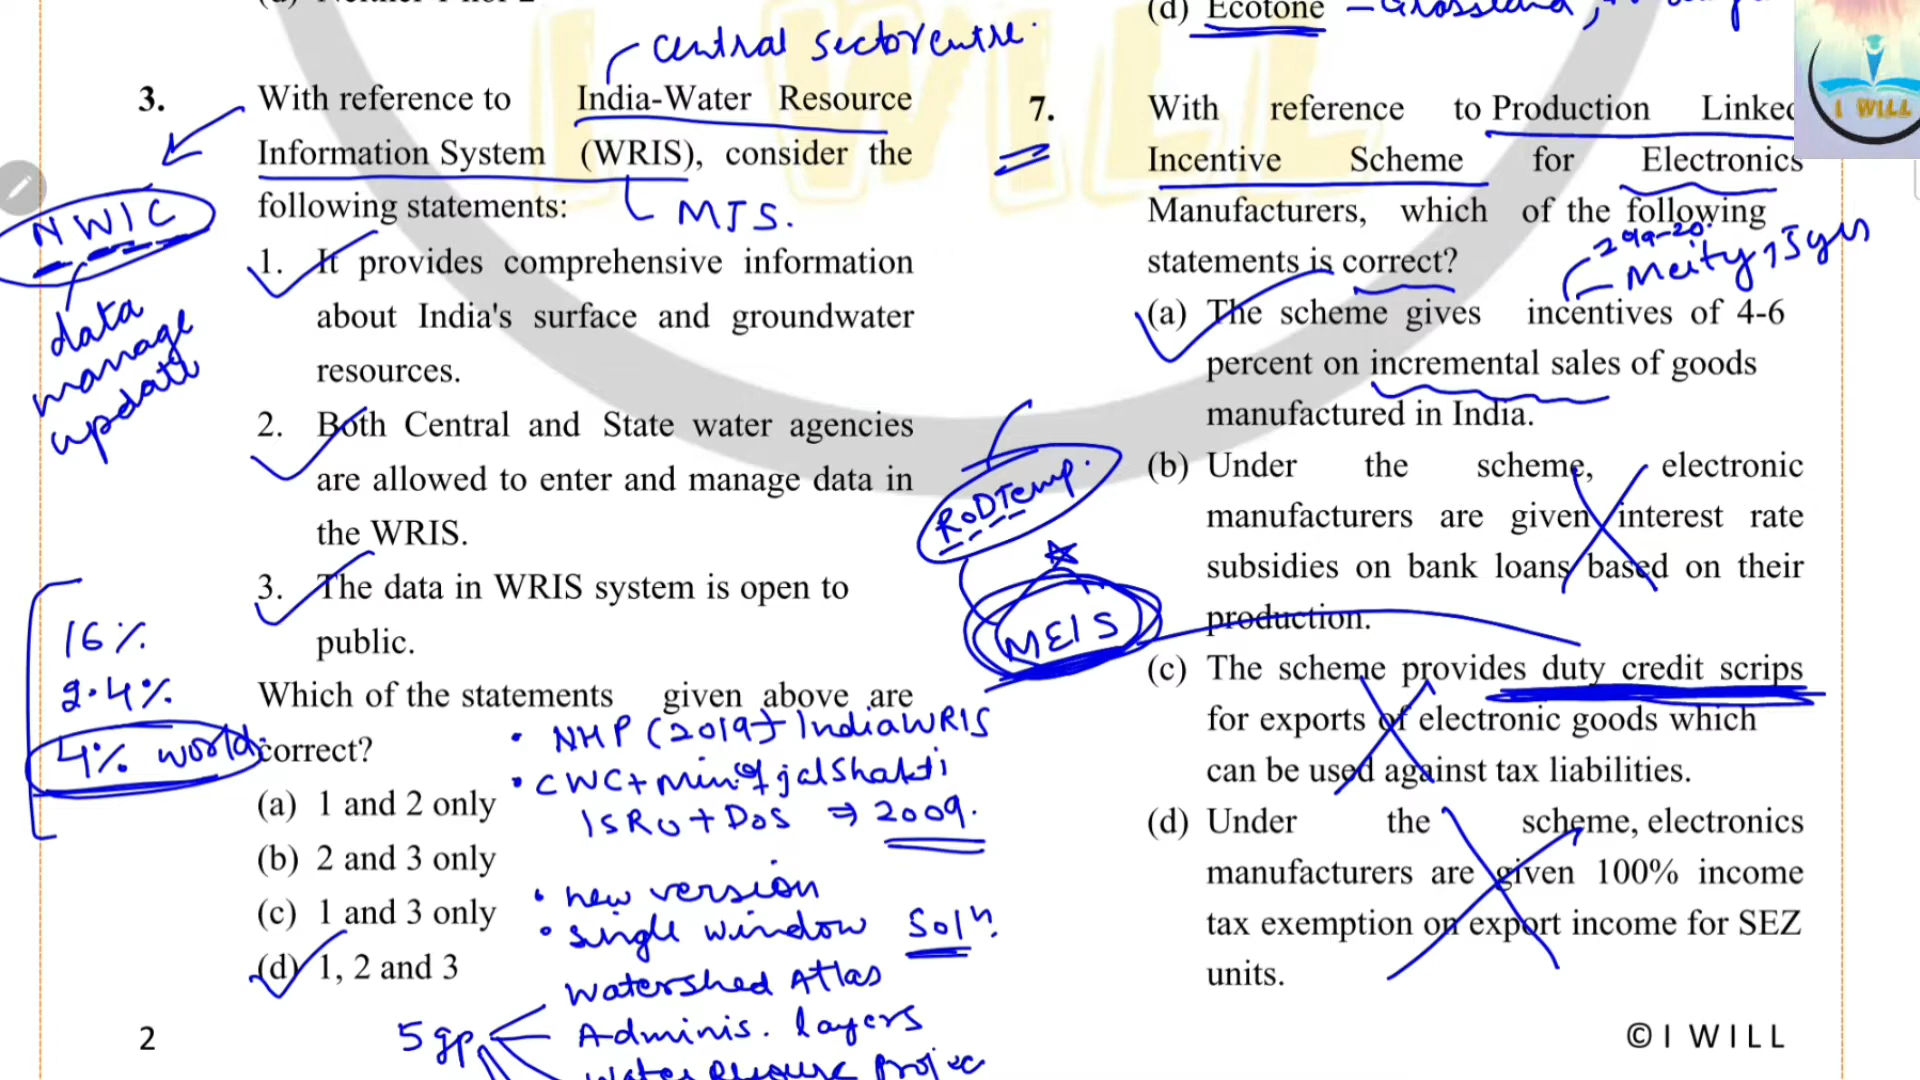 central sector centre.
3. With reference to India-Water Resource
Information System (WRIS), consider the
following statements:
MIS.
NWIC
data
manage
update
1. It provides comprehensive information
about India's surface and groundwater
resources.
2. Both Central and State water agencies
are allowed to enter and manage data in
the WRIS.
3. The data in WRIS system is open to
public.
16%
2.4%
4% world
Which of the statements given above are
correct?
• NHP (2019) IndiaWRIS
• CWC + Min. of jalShakti
ISRO + DoS ⇒ 2009.
(a) 1 and 2 only
(b) 2 and 3 only
(c) 1 and 3 only
(d) 1, 2 and 3
• new version
• single window Solⁿ.
Watershed Atlas
5 gp. Adminis. layers
2
(d) Ecotone – Grassland,
I WILL
7. With reference to Production Linked
Incentive Scheme for Electronics
Manufacturers, which of the following
statements is correct?
2019-20.
Meity, 5 yrs
(a) The scheme gives incentives of 4-6
percent on incremental sales of goods
manufactured in India.
RoDTemp.
MEIS
(b) Under the scheme, electronic
manufacturers are given interest rate
subsidies on bank loans based on their
production.
(c) The scheme provides duty credit scrips
for exports of electronic goods which
can be used against tax liabilities.
(d) Under the scheme, electronics
manufacturers are given 100% income
tax exemption on export income for SEZ
units.
© I WILL